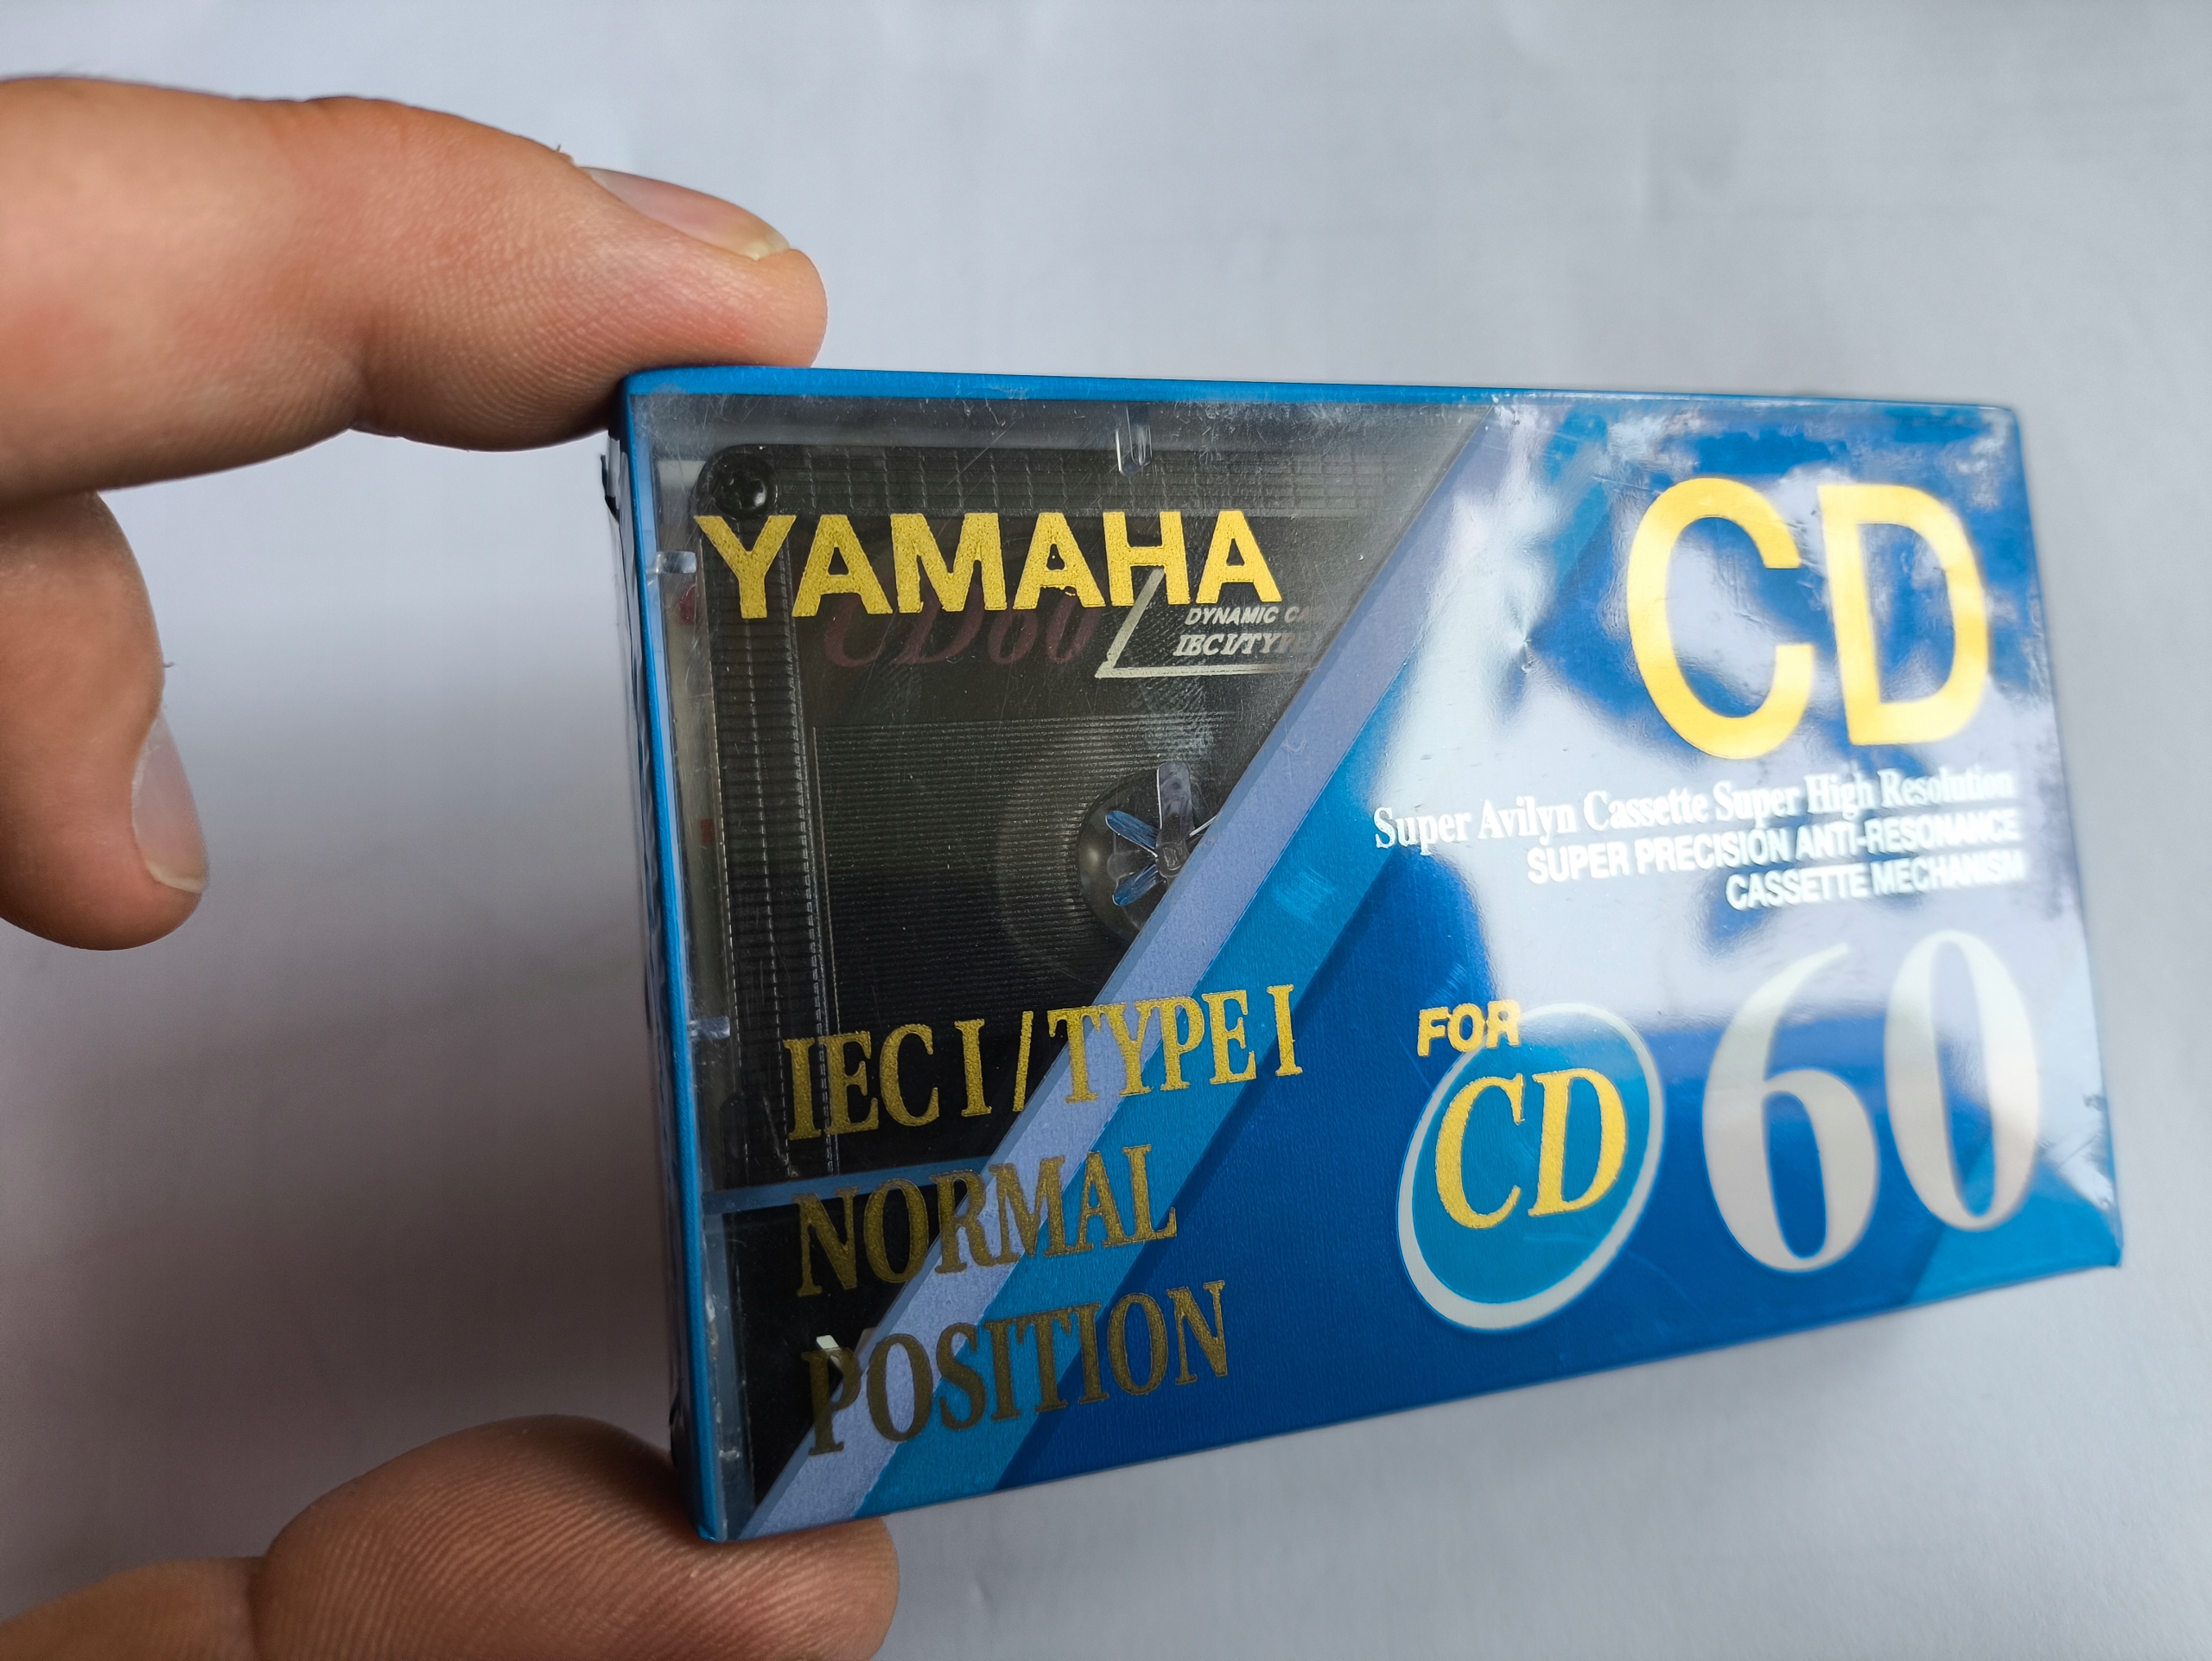 YAMAHA
CD60
DYNAMIC
IEC I/TYPE
CD
Super Avilyn Cassette Super High Resolution
SUPER PRECISION ANTI-RESONANCE
CASSETTE MECHANISM
IEC I / TYPE I
NORMAL
POSITION
FOR
CD
60